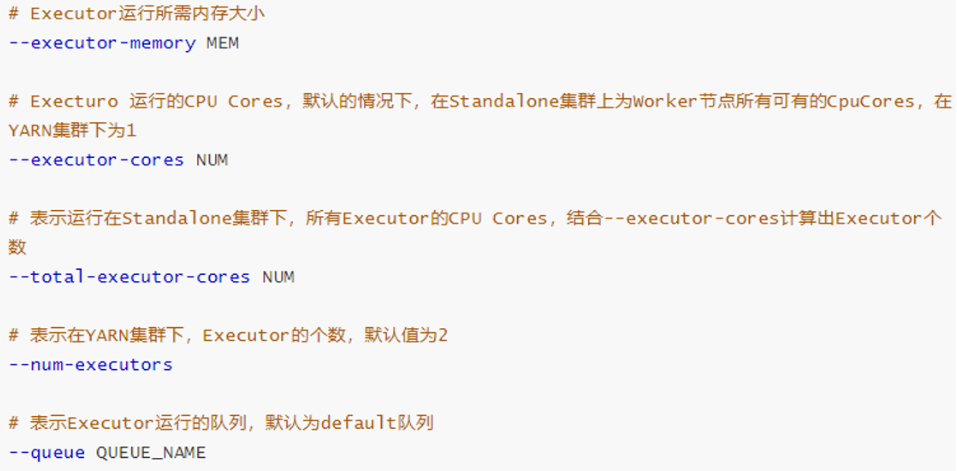 # Executor运行所需内存大小
--executor-memory MEM
# Execturo 运行的CPU Cores，默认的情况下，在Standalone集群上为Worker节点所有可有的CpuCores，在
YARN集群下为1
--executor-cores NUM
# 表示运行在Standalone集群下，所有Executor的CPU Cores，结合--executor-cores计算出Executor个
数
--total-executor-cores NUM
# 表示在YARN集群下，Executor的个数，默认值为2
--num-executors
# 表示Executor运行的队列，默认为default队列
--queue QUEUE_NAME